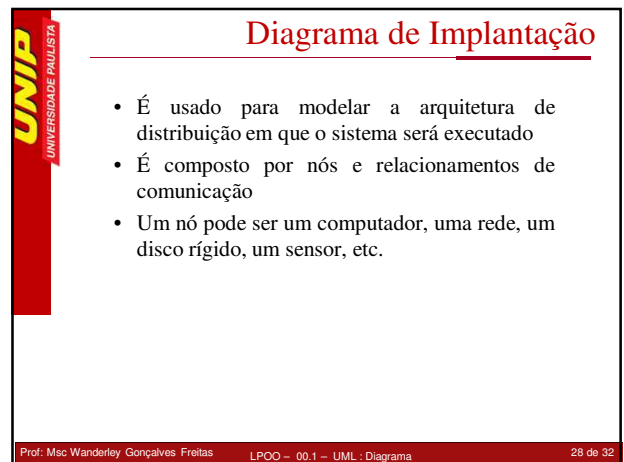 UNIP
UNIVERSIDADE PAULISTA
Diagrama de Implantação
• É usado para modelar a arquitetura de
distribuição em que o sistema será executado
• É composto por nós e relacionamentos de
comunicação
• Um nó pode ser um computador, uma rede, um
disco rígido, um sensor, etc.
Prof: Msc Wanderley Gonçalves Freitas
LPOO – 00.1 – UML : Diagrama
28 de 32